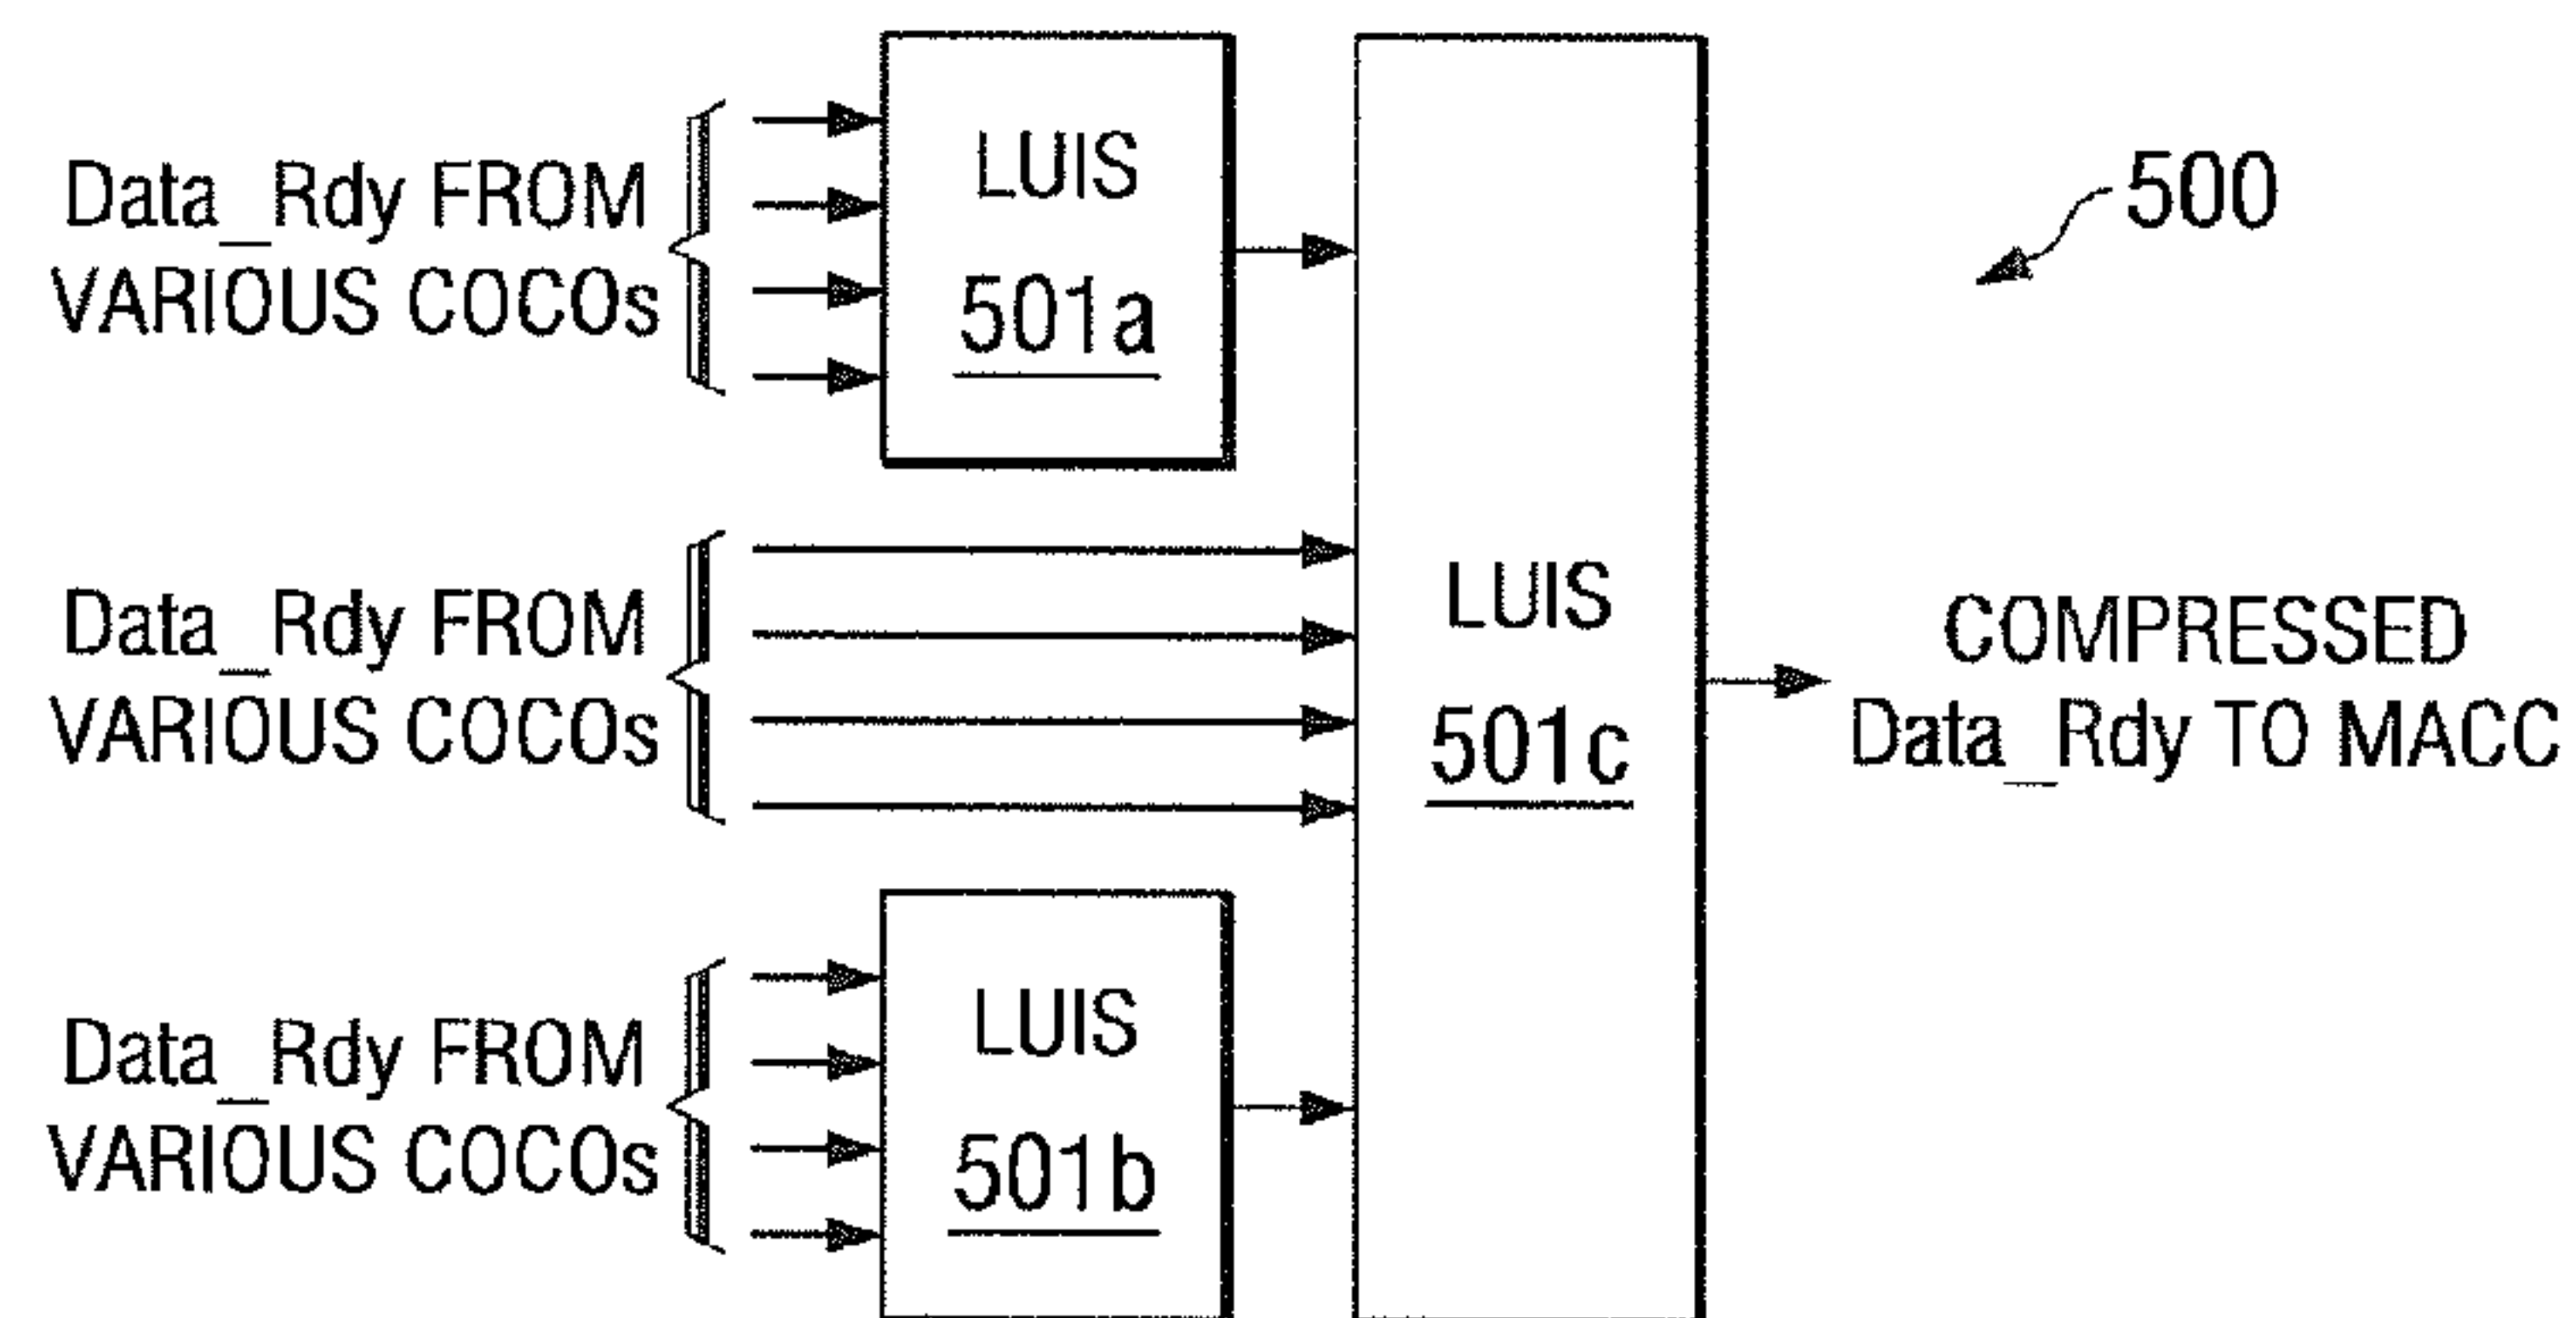 Data_Rdy FROM
VARIOUS COCOs
LUIS
501a
500
Data_Rdy FROM
VARIOUS COCOs
LUIS
501c
COMPRESSED
Data_Rdy TO MACC
Data_Rdy FROM
VARIOUS COCOs
LUIS
501b